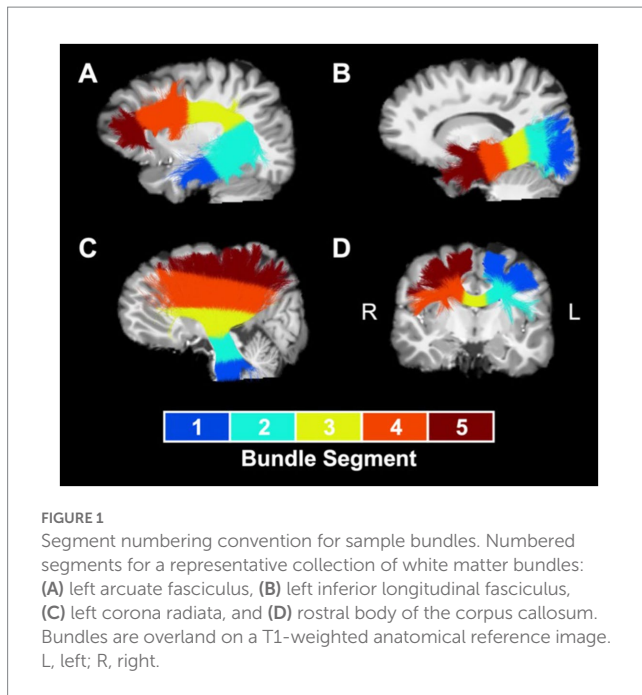 A
B
C
D
R
L
1 2 3 4 5
Bundle Segment
FIGURE 1
Segment numbering convention for sample bundles. Numbered
segments for a representative collection of white matter bundles:
(A) left arcuate fasciculus, (B) left inferior longitudinal fasciculus,
(C) left corona radiata, and (D) rostral body of the corpus callosum.
Bundles are overland on a T1-weighted anatomical reference image.
L, left; R, right.